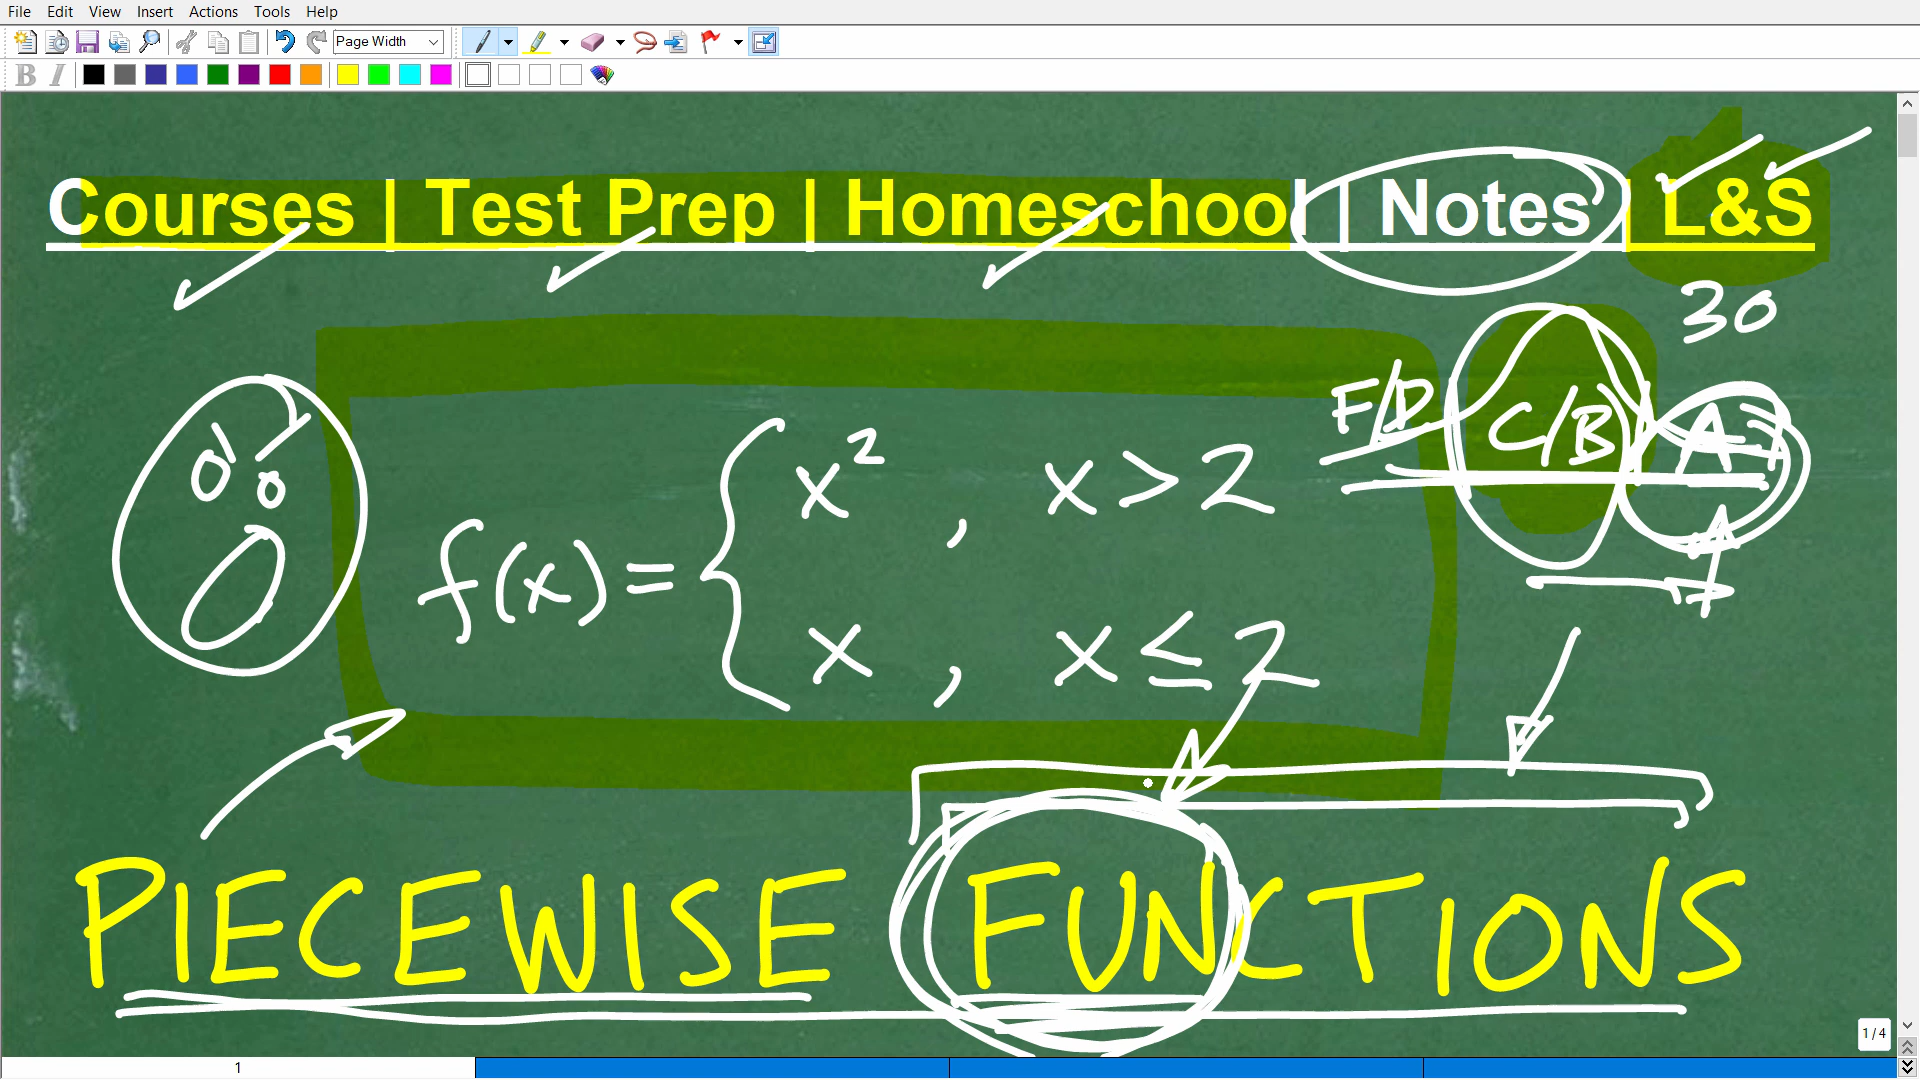 File Edit View Insert Actions Tools Help
Page Width
B I
Courses | Test Prep | Homeschool | Notes | L&S
30
F/D C/B A
x², x>2
f(x)={
x, x≤2
PIECEWISE FUNCTIONS
1/4
1